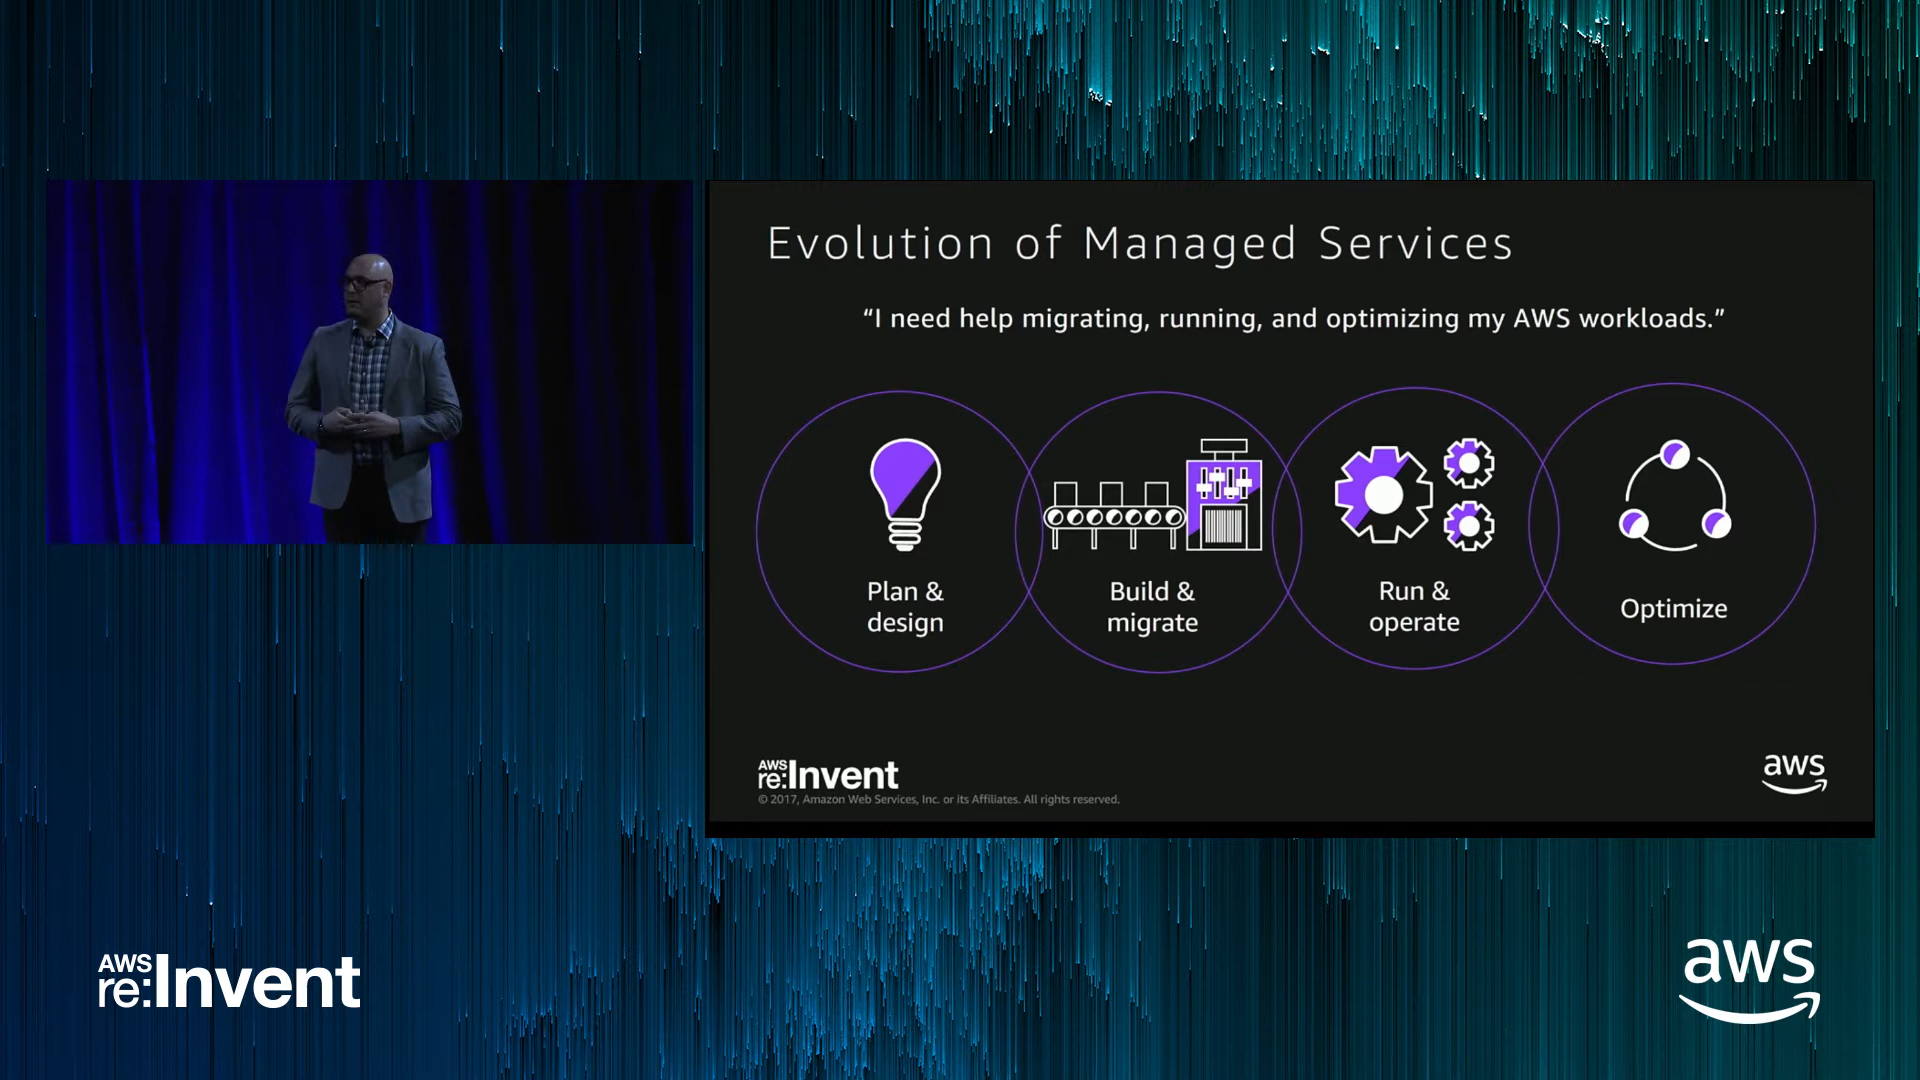 Evolution of Managed Services
“I need help migrating, running, and optimizing my AWS workloads.”
Plan &
design
Build &
migrate
Run &
operate
Optimize
AWS
re:Invent
© 2017, Amazon Web Services, Inc. or its Affiliates. All rights reserved.
aws
AWS
re:Invent
aws